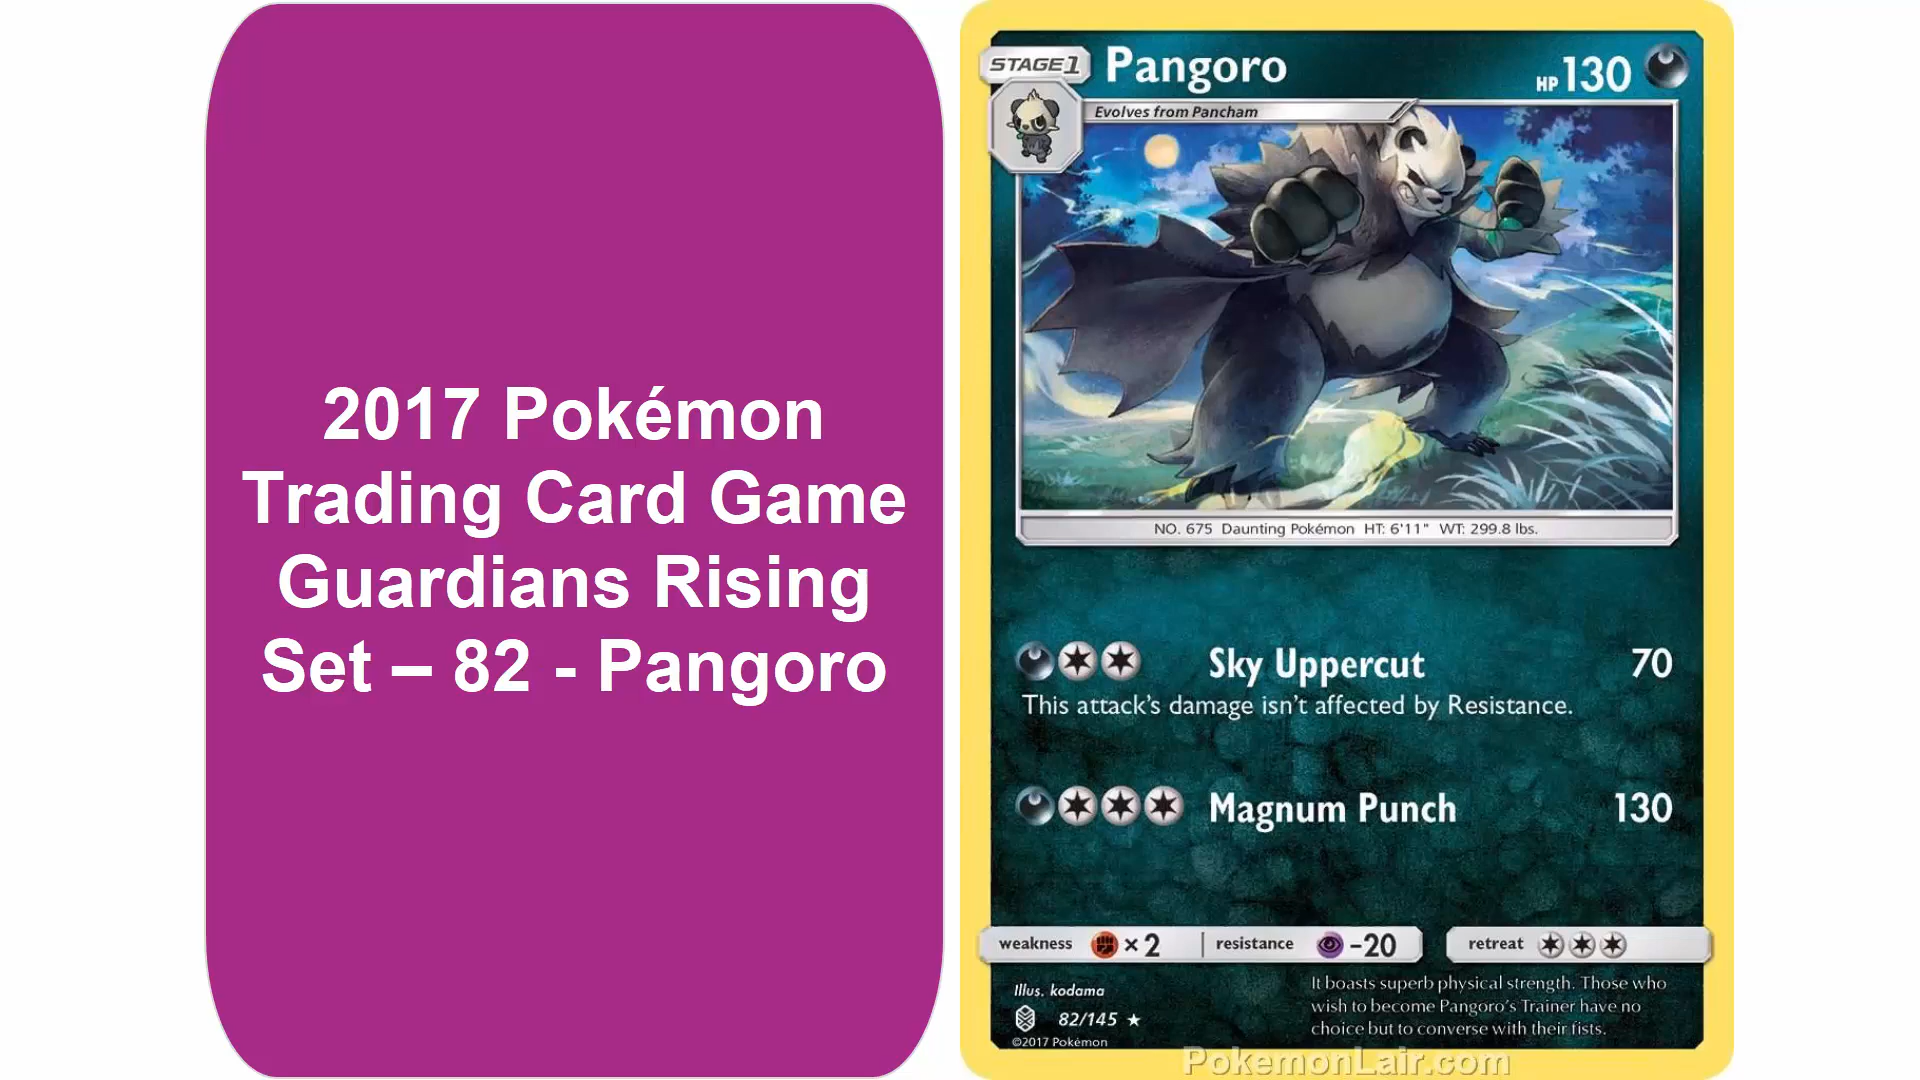 2017 Pokémon
Trading Card Game
Guardians Rising
Set – 82 - Pangoro
STAGE1 Pangoro HP130
Evolves from Pancham
NO. 675 Daunting Pokémon HT: 6'11" WT: 299.8 lbs.
Sky Uppercut 70
This attack's damage isn't affected by Resistance.
Magnum Punch 130
weakness ×2 resistance -20 retreat
Illus. kodama
82/145 ★
©2017 Pokémon
It boasts superb physical strength. Those who
wish to become Pangoro's Trainer have no
choice but to converse with their fists.
PokemonLair.com